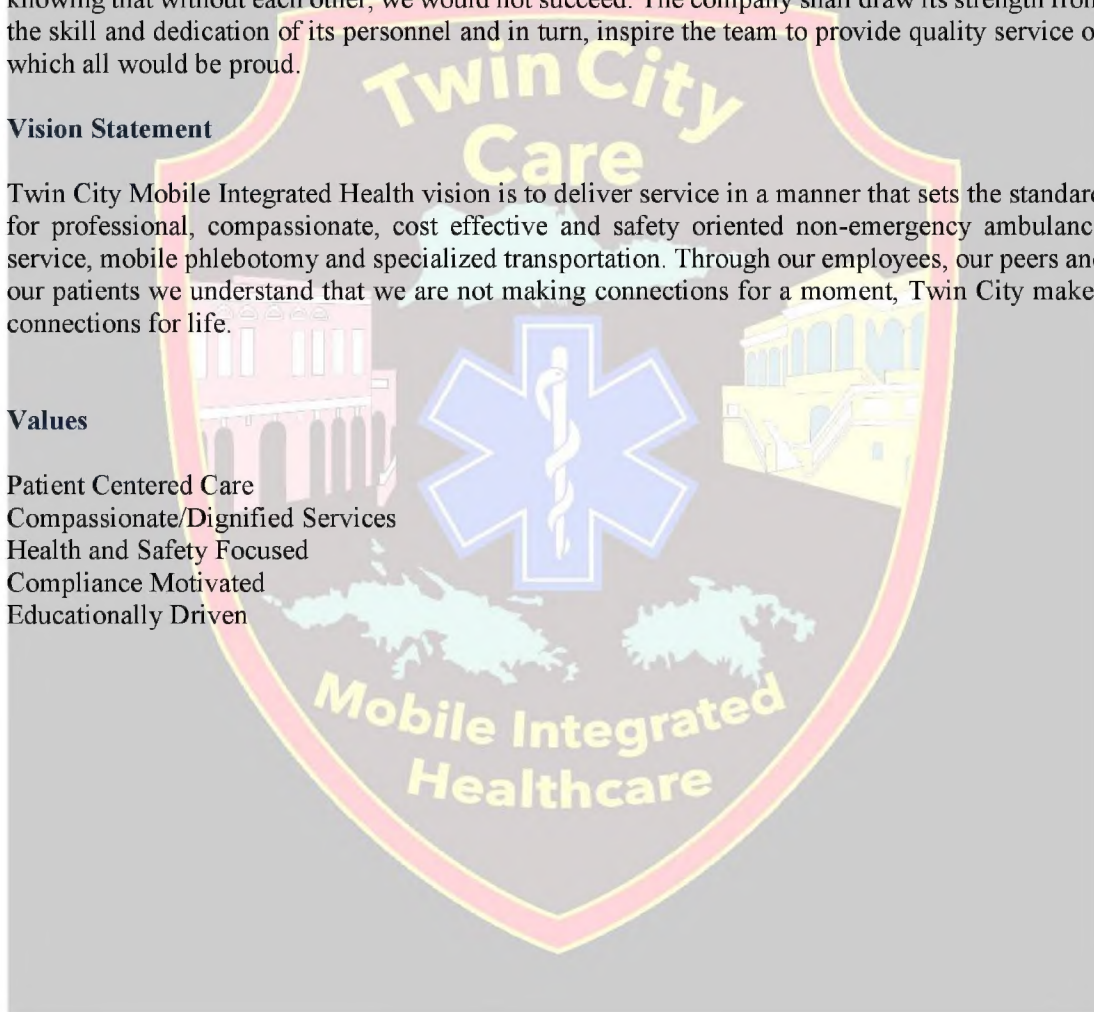 knowing that without each other, we would not succeed. The company shall draw its strength from
the skill and dedication of its personnel and in turn, inspire the team to provide quality service of
which all would be proud.
Vision Statement
Twin City Mobile Integrated Health vision is to deliver service in a manner that sets the standard
for professional, compassionate, cost effective and safety oriented non-emergency ambulanc
service, mobile phlebotomy and specialized transportation. Through our employees, our peers and
our patients we understand that we are not making connections for a moment, Twin City make
connections for life.
Values
Patient Centered Care
Compassionate/Dignified Services
Health and Safety Focused
Compliance Motivated
Educationally Driven
Twin City
Care
Mobile Integrated
Healthcare